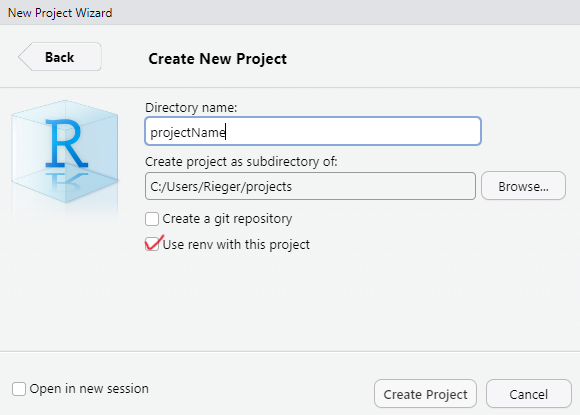 New Project Wizard
Back
Create New Project
R
Directory name:
projectName
Create project as subdirectory of:
C:/Users/Rieger/projects
Browse...
Create a git repository
Use renv with this project
Open in new session
Create Project
Cancel